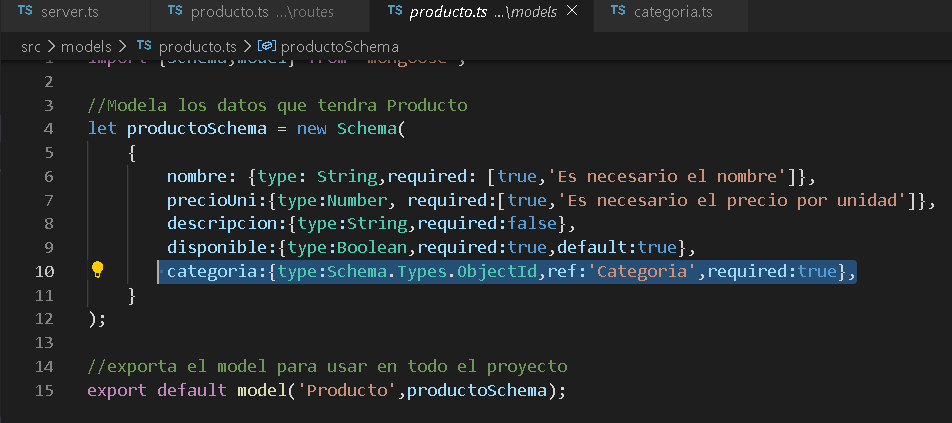 TS server.ts TS producto.ts ...\routes TS producto.ts ...\models × TS categoria.ts
src > models > TS producto.ts > productoSchema
1 import {Schema,model} from 'mongoose';
2
3 //Modela los datos que tendra Producto
4 let productoSchema = new Schema(
5 {
6 nombre: {type: String,required: [true,'Es necesario el nombre']},
7 precioUni:{type:Number, required:[true,'Es necesario el precio por unidad']},
8 descripcion:{type:String,required:false},
9 disponible:{type:Boolean,required:true,default:true},
10 categoria:{type:Schema.Types.ObjectId,ref:'Categoria',required:true},
11 }
12 );
13
14 //exporta el model para usar en todo el proyecto
15 export default model('Producto',productoSchema);